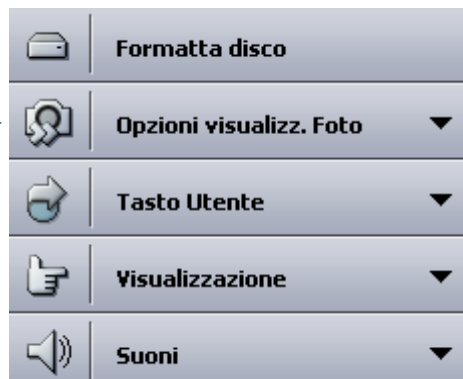 Formatta disco
Opzioni visualizz. Foto
Tasto Utente
Visualizzazione
Suoni